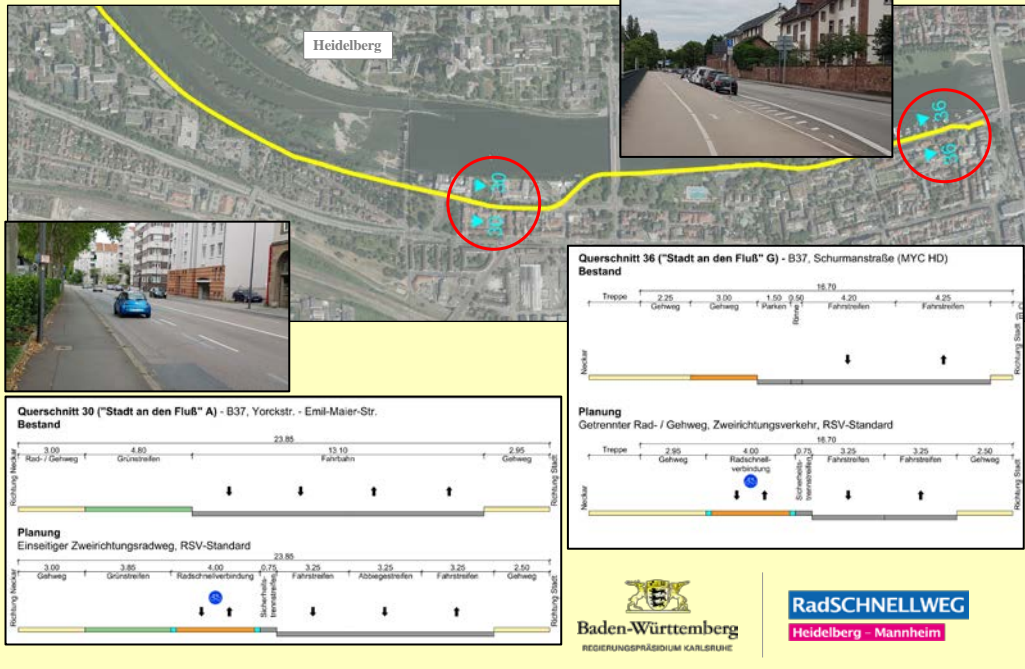 Heidelberg
30
30
36
36
Querschnitt 36 ("Stadt an den Fluß" G) - B37, Schurmanstraße (MYC HD)
Bestand
16.70
Treppe 2.25 3.00 1.50 0.50 4.20 4.25
Gehweg Gehweg Parken Rinne Fahrstreifen Fahrstreifen
Neckar
Richtung Stadt
Planung
Getrennter Rad- / Gehweg, Zweirichtungsverkehr, RSV-Standard
16.70
Treppe 2.95 4.00 0.75 3.25 3.25 2.50
Gehweg Radschnell-
verbindung Sicherheits-
trennstreifen Fahrstreifen Fahrstreifen Gehweg
Neckar
Richtung Stadt
Querschnitt 30 ("Stadt an den Fluß" A) - B37, Yorckstr. - Emil-Maier-Str.
Bestand
23.85
3.00 4.80 13.10 2.95
Rad- / Gehweg Grünstreifen Fahrbahn Gehweg
Richtung Neckar
Richtung Stadt
Planung
Einseitiger Zweirichtungsradweg, RSV-Standard
23.85
3.00 3.85 4.00 0.75 3.25 3.25 3.25 2.50
Gehweg Grünstreifen Radschnellverbindung Sicherheits-
trennstreifen Fahrstreifen Abbiegestreifen Fahrstreifen Gehweg
Richtung Neckar
Richtung Stadt
Baden-Württemberg
REGIERUNGSPRÄSIDIUM KARLSRUHE
RadSCHNELLWEG
Heidelberg – Mannheim